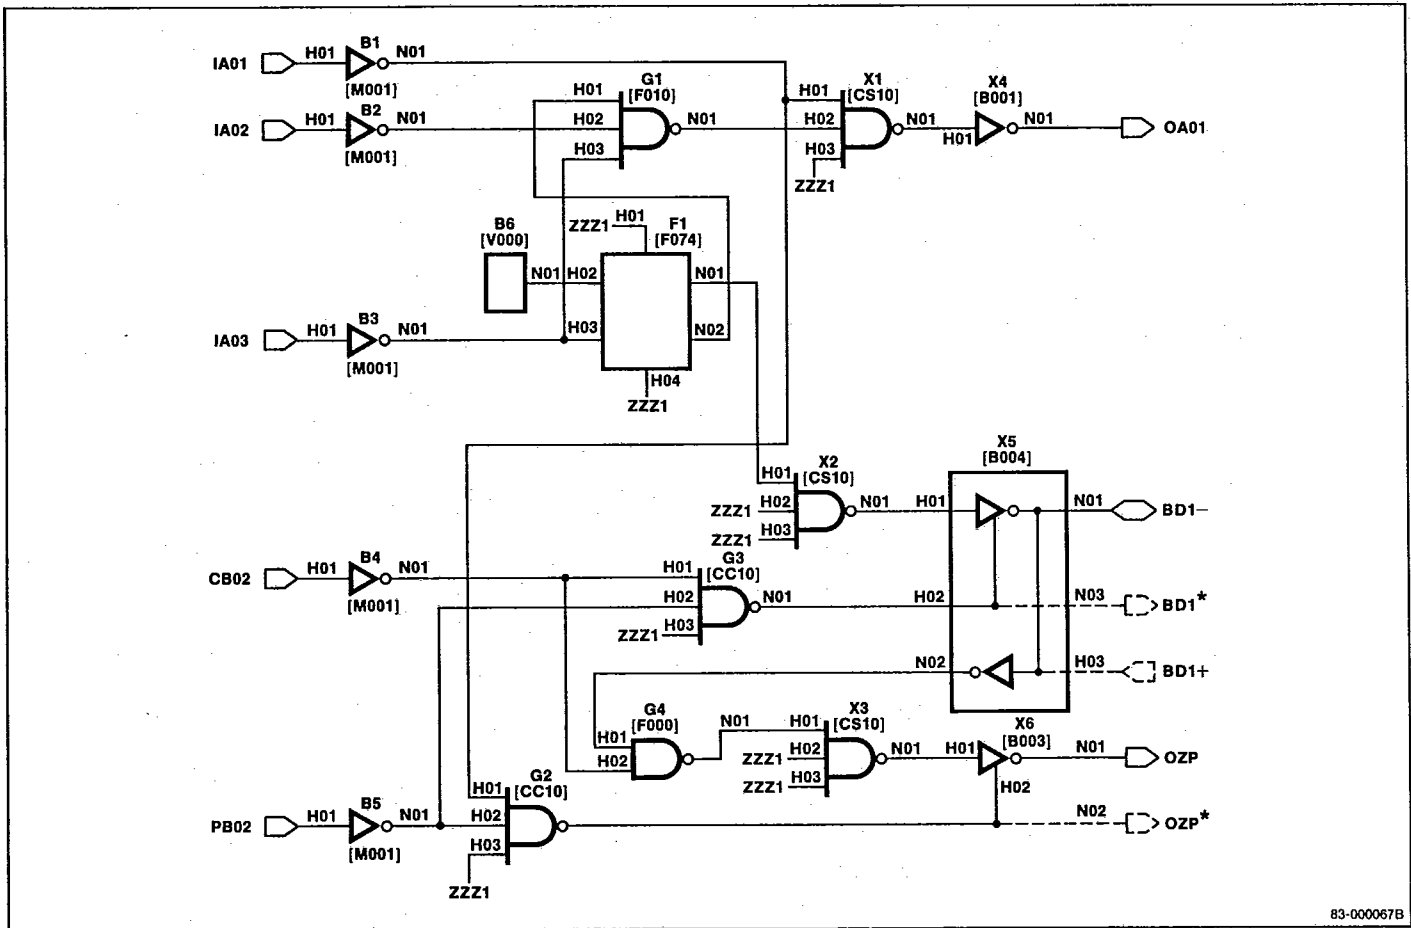 B1
IA01 H01 N01
[M001]
G1
[F010]
X1
[CS10]
X4
[B001]
H01 H01
B2
IA02 H01 N01 H02 N01 H02 N01 H01 N01 OA01
[M001]
H03 H03
ZZZ1
B6
[V000]
ZZZ1 H01
F1
[F074]
N01 H02 N01
B3
IA03 H01 N01 H03 N02
[M001]
H04
ZZZ1
X5
[B004]
X2
[CS10]
H01
ZZZ1 H02 N01 H01 N01 BD1−
ZZZ1 H03
B4
CB02 H01 N01
[M001]
G3
[CC10]
H01
H02 N01 H02 N03 BD1*
ZZZ1 H03
N02 H03 BD1+
G4
[F000]
X3
[CS10]
X6
[B003]
H01 N01 H01
H02 ZZZ1 H02 N01 H01 N01 OZP
ZZZ1 H03 H02
G2
[CC10]
H01
B5
PB02 H01 N01 H02 N02 OZP*
[M001]
H03
ZZZ1
83-000067B